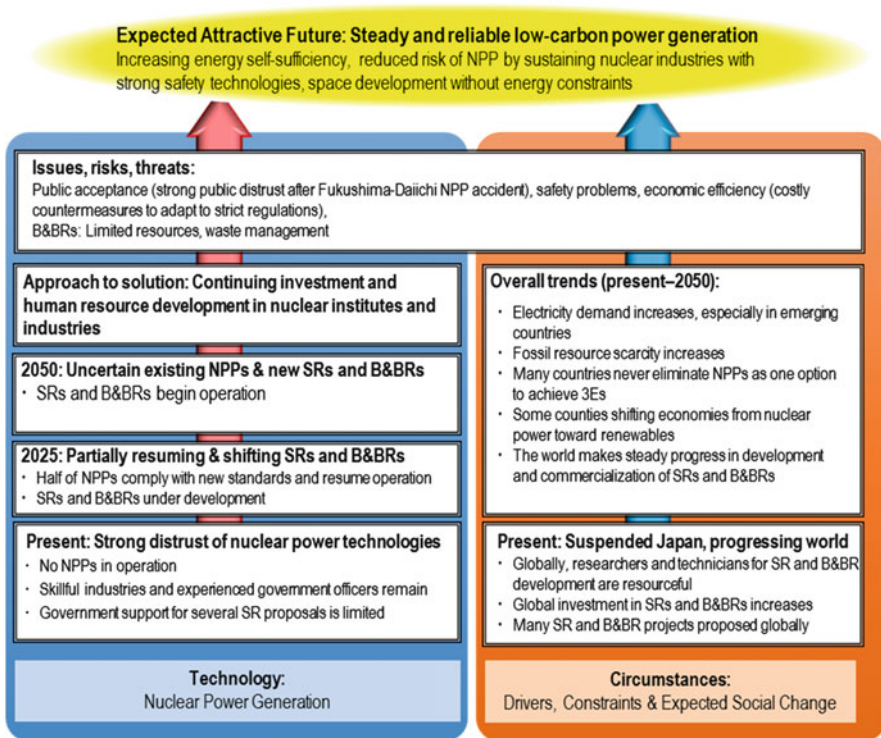 Expected Attractive Future: Steady and reliable low-carbon power generation
Increasing energy self-sufficiency, reduced risk of NPP by sustaining nuclear industries with
strong safety technologies, space development without energy constraints
Issues, risks, threats:
Public acceptance (strong public distrust after Fukushima-Daiichi NPP accident), safety problems, economic efficiency (costly
countermeasures to adapt to strict regulations),
B&BRs: Limited resources, waste management
Approach to solution: Continuing investment and
human resource development in nuclear institutes and
industries
2050: Uncertain existing NPPs & new SRs and B&BRs
· SRs and B&BRs begin operation
2025: Partially resuming & shifting SRs and B&BRs
· Half of NPPs comply with new standards and resume operation
· SRs and B&BRs under development
Present: Strong distrust of nuclear power technologies
· No NPPs in operation
· Skillful industries and experienced government officers remain
· Government support for several SR proposals is limited
Technology:
Nuclear Power Generation
Overall trends (present–2050):
· Electricity demand increases, especially in emerging
countries
· Fossil resource scarcity increases
· Many countries never eliminate NPPs as one option
to achieve 3Es
· Some counties shifting economies from nuclear
power toward renewables
· The world makes steady progress in development
and commercialization of SRs and B&BRs
Present: Suspended Japan, progressing world
· Globally, researchers and technicians for SR and B&BR
development are resourceful
· Global investment in SRs and B&BRs increases
· Many SR and B&BR projects proposed globally
Circumstances:
Drivers, Constraints & Expected Social Change